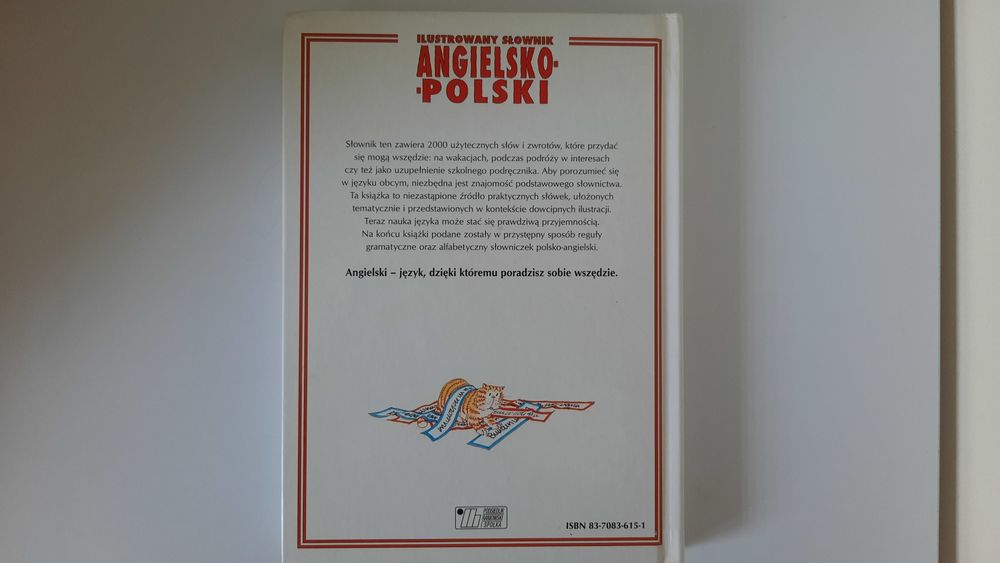 ILUSTROWANY SŁOWNIK
ANGIELSKO-
-POLSKI
Słownik ten zawiera 2000 użytecznych słów i zwrotów, które przydać
się mogą wszędzie: na wakacjach, podczas podróży w interesach
czy też jako uzupełnienie szkolnego podręcznika. Aby porozumieć się
w języku obcym, niezbędna jest znajomość podstawowego słownictwa.
Ta książka to niezastąpione źródło praktycznych słówek, ułożonych
tematycznie i przedstawionych w kontekście dowcipnych ilustracji.
Teraz nauka języka może stać się prawdziwą przyjemnością.
Na końcu książki podane zostały w przystępny sposób reguły
gramatyczne oraz alfabetyczny słowniczek polsko-angielski.
Angielski – język, dzięki któremu poradzisz sobie wszędzie.
PODSIEDLIK
RANIOWSKI
I SPÓŁKA
ISBN 83-7083-615-1